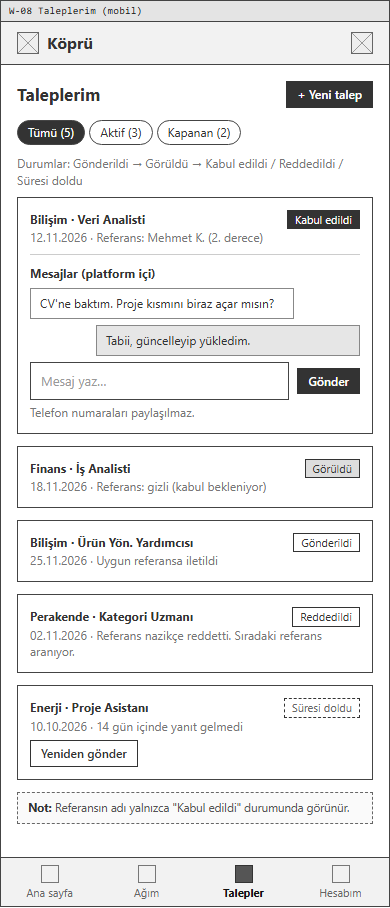 W-08 Taleplerim (mobil)
Köprü
Taleplerim
+ Yeni talep
Tümü (5)
Aktif (3)
Kapanan (2)
Durumlar: Gönderildi → Görüldü → Kabul edildi / Reddedildi /
Süresi doldu
Bilişim · Veri Analisti
Kabul edildi
12.11.2026 · Referans: Mehmet K. (2. derece)
Mesajlar (platform içi)
CV'ne baktım. Proje kısmını biraz açar mısın?
Tabii, güncelleyip yükledim.
Mesaj yaz...
Gönder
Telefon numaraları paylaşılmaz.
Finans · İş Analisti
Görüldü
18.11.2026 · Referans: gizli (kabul bekleniyor)
Bilişim · Ürün Yön. Yardımcısı
Gönderildi
25.11.2026 · Uygun referansa iletildi
Perakende · Kategori Uzmanı
Reddedildi
02.11.2026 · Referans nazikçe reddetti. Sıradaki referans
aranıyor.
Enerji · Proje Asistanı
Süresi doldu
10.10.2026 · 14 gün içinde yanıt gelmedi
Yeniden gönder
Not: Referansın adı yalnızca "Kabul edildi" durumunda görünür.
Ana sayfa
Ağım
Talepler
Hesabım